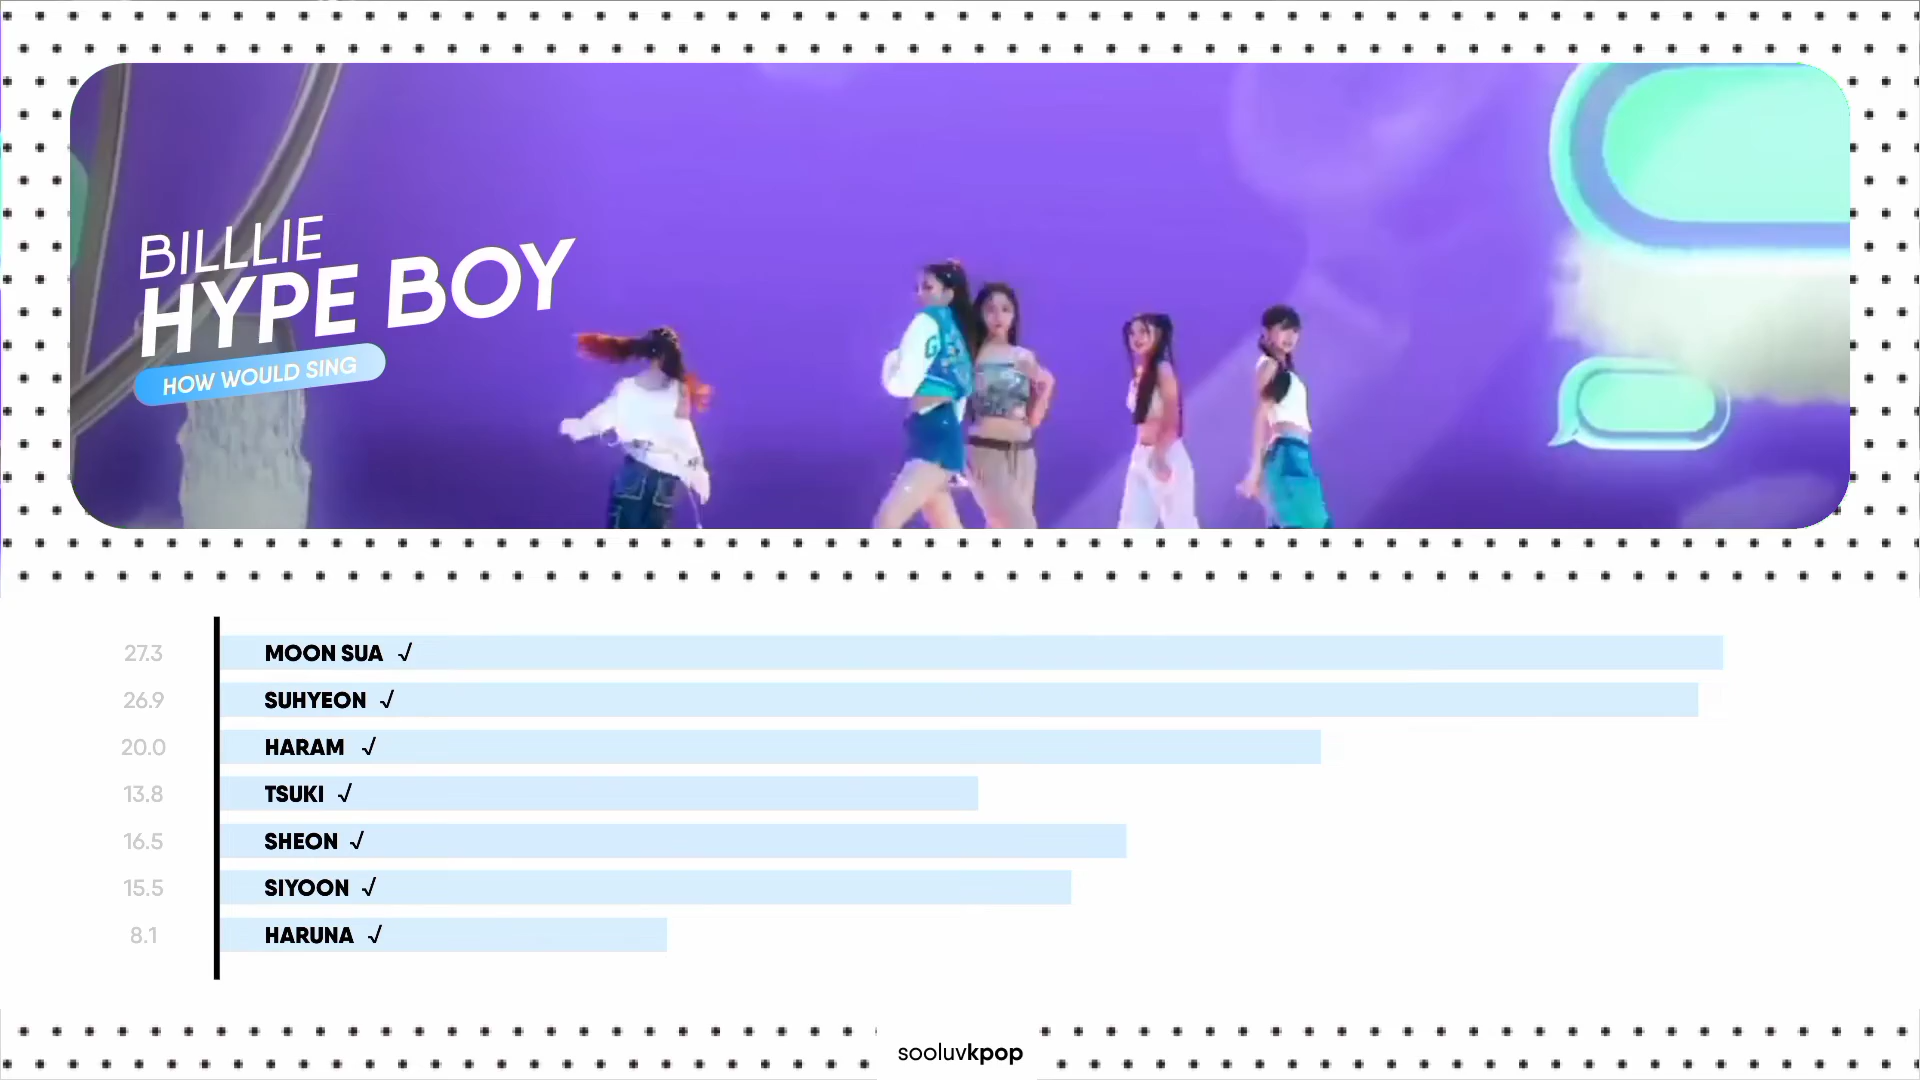 BILLLIE
HYPE BOY
HOW WOULD SING
27.3 MOON SUA √
26.9 SUHYEON √
20.0 HARAM √
13.8 TSUKI √
16.5 SHEON √
15.5 SIYOON √
8.1 HARUNA √
sooluvkpop